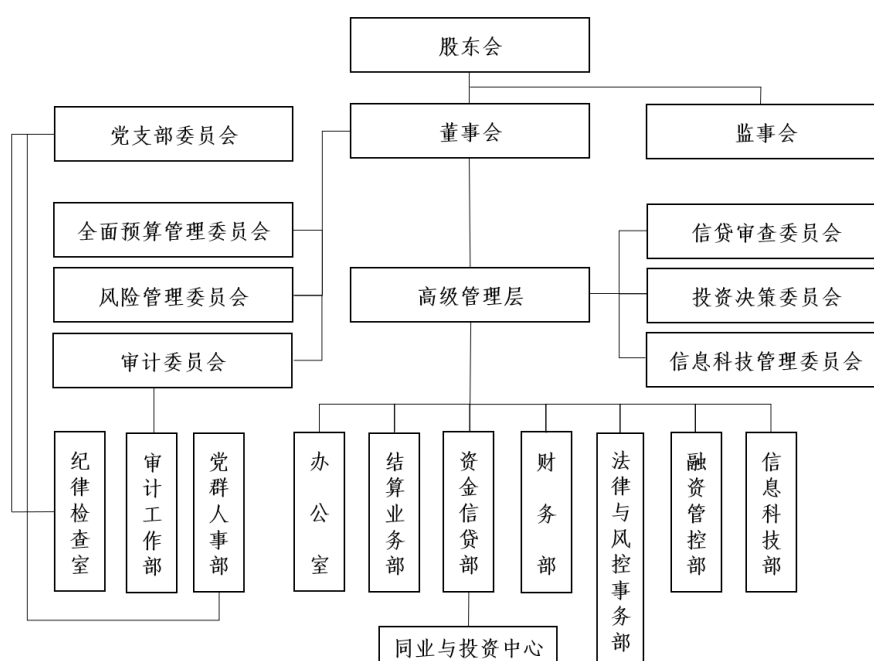 股东会
党支部委员会
董事会
监事会
全面预算管理委员会
信贷审查委员会
风险管理委员会
高级管理层
投资决策委员会
审计委员会
信息科技管理委员会
纪律检查室
审计工作部
党群人事部
办公室
结算业务部
资金信贷部
财务部
法律与风控事务部
融资管控部
信息科技部
同业与投资中心